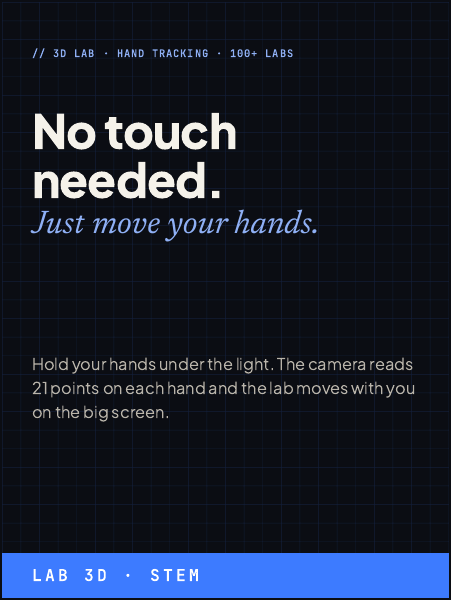 // 3D LAB · HAND TRACKING · 100+ LABS
No touch
needed.
Just move your hands.
Hold your hands under the light. The camera reads
21 points on each hand and the lab moves with you
on the big screen.
LAB 3D · STEM